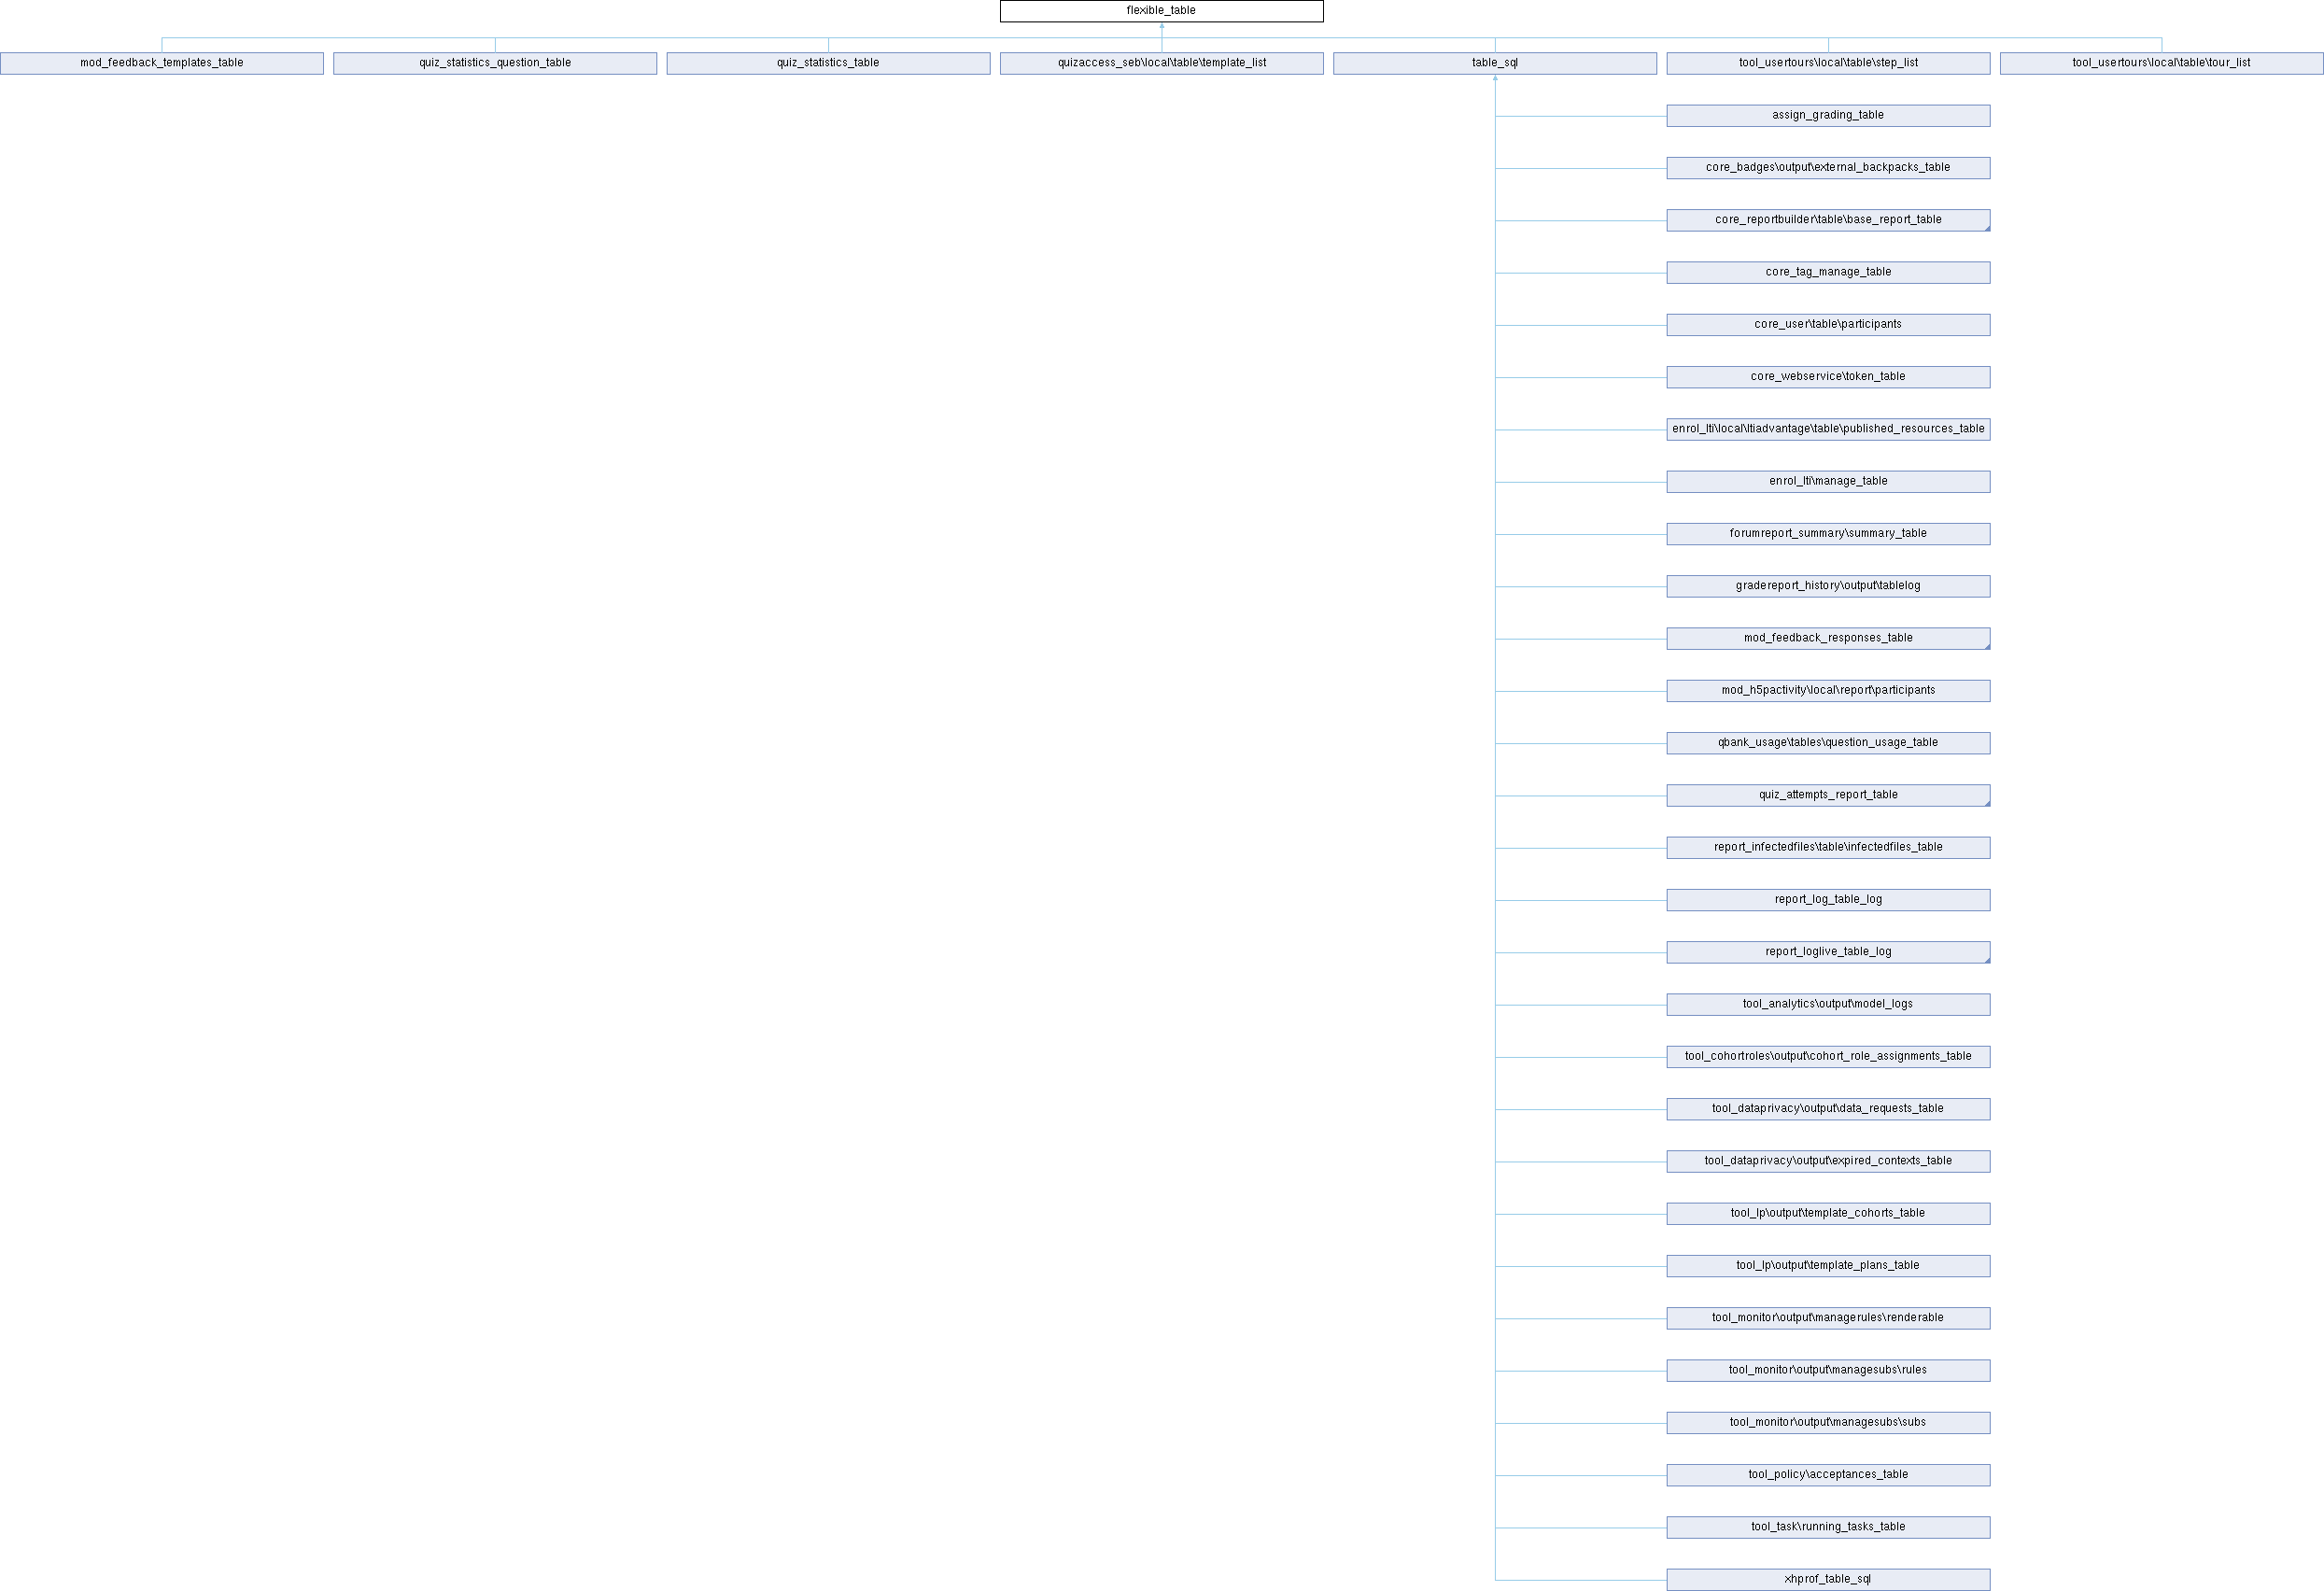 flexible_table
mod_feedback_templates_table
quiz_statistics_question_table
quiz_statistics_table
quizaccess_seb\local\table\template_list
table_sql
tool_usertours\local\table\step_list
tool_usertours\local\table\tour_list
assign_grading_table
core_badges\output\external_backpacks_table
core_reportbuilder\table\base_report_table
core_tag_manage_table
core_user\table\participants
core_webservice\token_table
enrol_lti\local\ltiadvantage\table\published_resources_table
enrol_lti\manage_table
forumreport_summary\summary_table
gradereport_history\output\tablelog
mod_feedback_responses_table
mod_h5pactivity\local\report\participants
qbank_usage\tables\question_usage_table
quiz_attempts_report_table
report_infectedfiles\table\infectedfiles_table
report_log_table_log
report_loglive_table_log
tool_analytics\output\model_logs
tool_cohortroles\output\cohort_role_assignments_table
tool_dataprivacy\output\data_requests_table
tool_dataprivacy\output\expired_contexts_table
tool_lp\output\template_cohorts_table
tool_lp\output\template_plans_table
tool_monitor\output\managerules\renderable
tool_monitor\output\managesubs\rules
tool_monitor\output\managesubs\subs
tool_policy\acceptances_table
tool_task\running_tasks_table
xhprof_table_sql